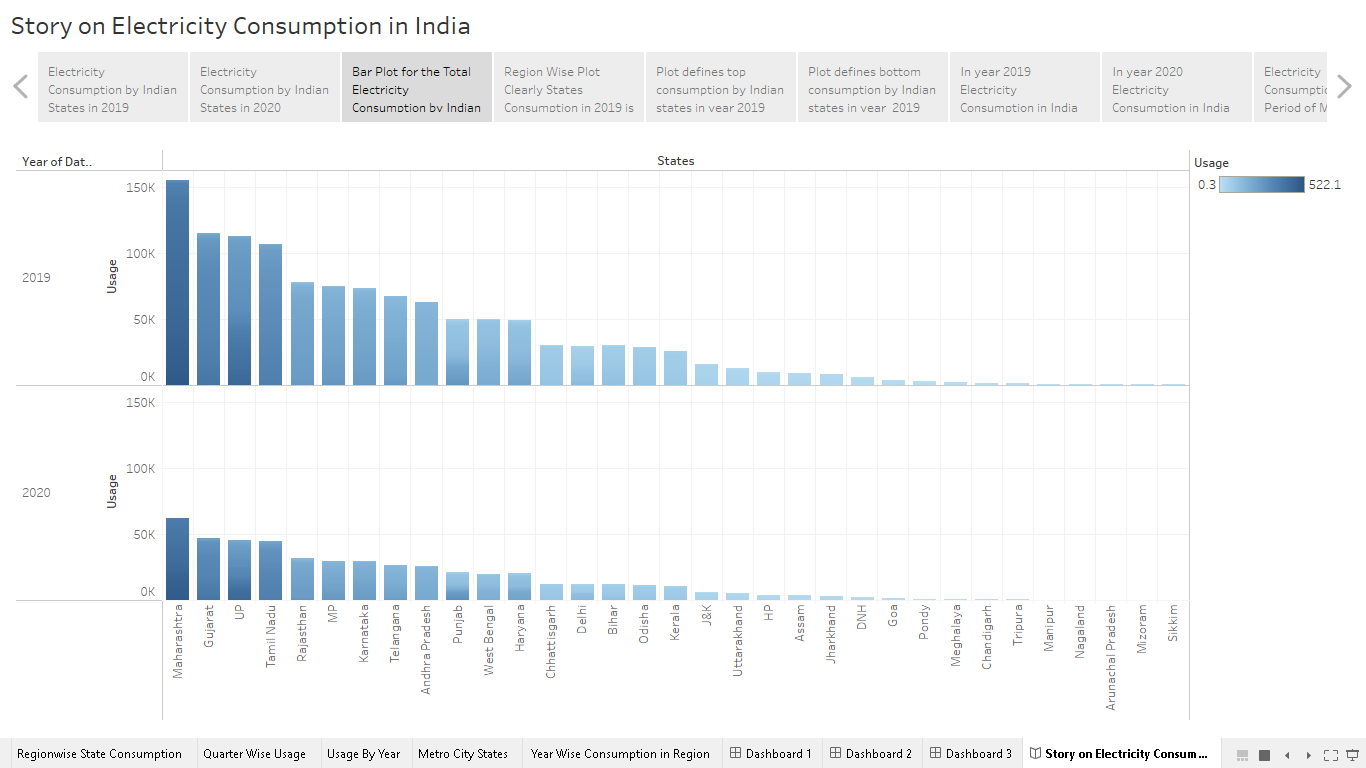 Story on Electricity Consumption in India
Electricity
Consumption by Indian
States in 2019
Electricity
Consumption by Indian
States in 2020
Bar Plot for the Total
Electricity
Consumption by Indian
Region Wise Plot
Clearly States
Consumption in 2019 is
Plot defines top
consumption by Indian
states in year 2019
Plot defines bottom
consumption by Indian
states in year 2019
In year 2019
Electricity
Consumption in India
In year 2020
Electricity
Consumption in India
Electricity
Consumptic
Period of M
Year of Dat..
States
Usage
0.3
522.1
2019
Usage
150K
100K
50K
0K
2020
Usage
150K
100K
50K
0K
Maharashtra
Gujarat
UP
Tamil Nadu
Rajasthan
MP
Karnataka
Telangana
Andhra Pradesh
Punjab
West Bengal
Haryana
Chhattisgarh
Delhi
Bihar
Odisha
Kerala
J&K
Uttarakhand
HP
Assam
Jharkhand
DNH
Goa
Pondy
Meghalaya
Chandigarh
Tripura
Manipur
Nagaland
Arunachal Pradesh
Mizoram
Sikkim
Regionwise State Consumption
Quarter Wise Usage
Usage By Year
Metro City States
Year Wise Consumption in Region
Dashboard 1
Dashboard 2
Dashboard 3
Story on Electricity Consum...